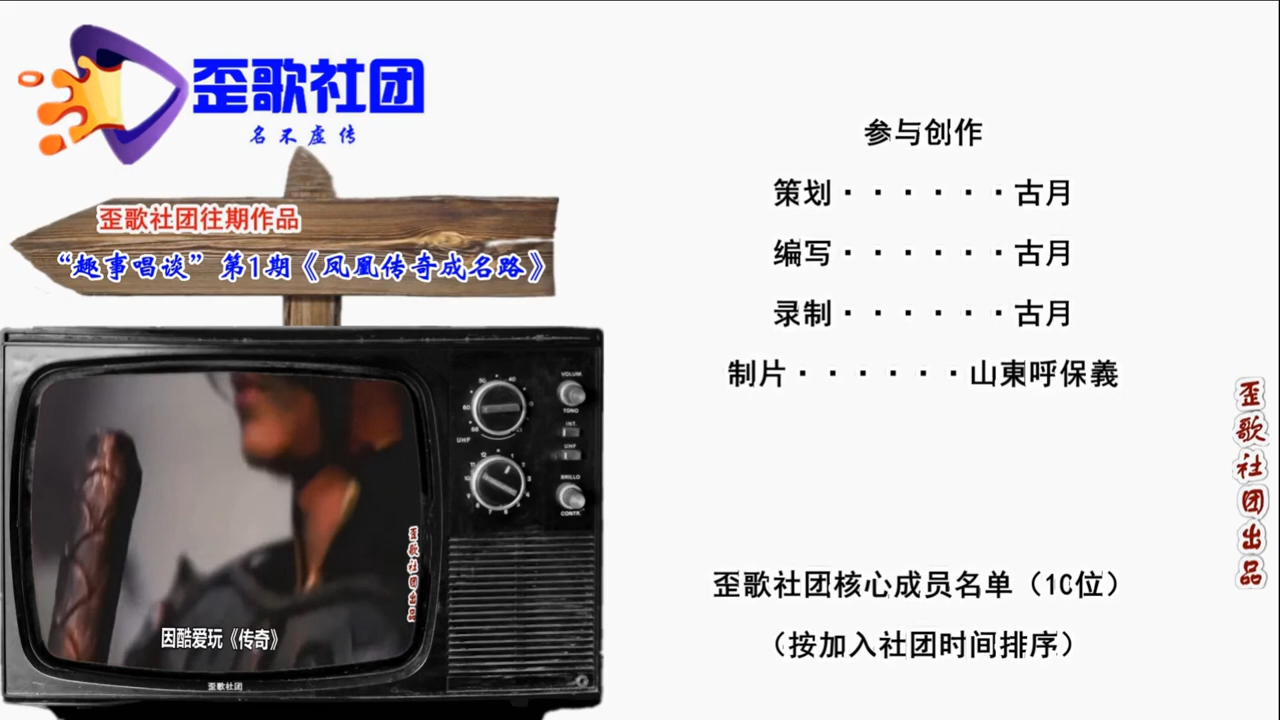 歪歌社团
名不虚传
歪歌社团往期作品
“趣事唱谈”第1期《凤凰传奇成名路》
因酷爱玩《传奇》
歪歌社团出品
歪歌社团
VOLUM
TONO
INT.
UHF
UHF
BRILLO
CONTR.
参与创作
策划······古月
编写······古月
录制······古月
制片······山東呼保義
歪歌社团核心成员名单（10位）
（按加入社团时间排序）
歪歌社团出品